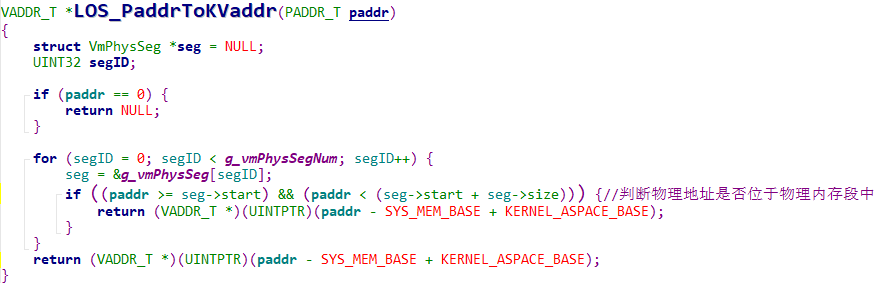 VADDR_T *LOS_PaddrToKVaddr(PADDR_T paddr)
{
    struct VmPhysSeg *seg = NULL;
    UINT32 segID;

    if (paddr == 0) {
        return NULL;
    }

    for (segID = 0; segID < g_vmPhysSegNum; segID++) {
        seg = &g_vmPhysSeg[segID];
        if ((paddr >= seg->start) && (paddr < (seg->start + seg->size))) {//判断物理地址是否位于物理内存段中
            return (VADDR_T *)(UINTPTR)(paddr - SYS_MEM_BASE + KERNEL_ASPACE_BASE);
        }
    }
    return (VADDR_T *)(UINTPTR)(paddr - SYS_MEM_BASE + KERNEL_ASPACE_BASE);
}